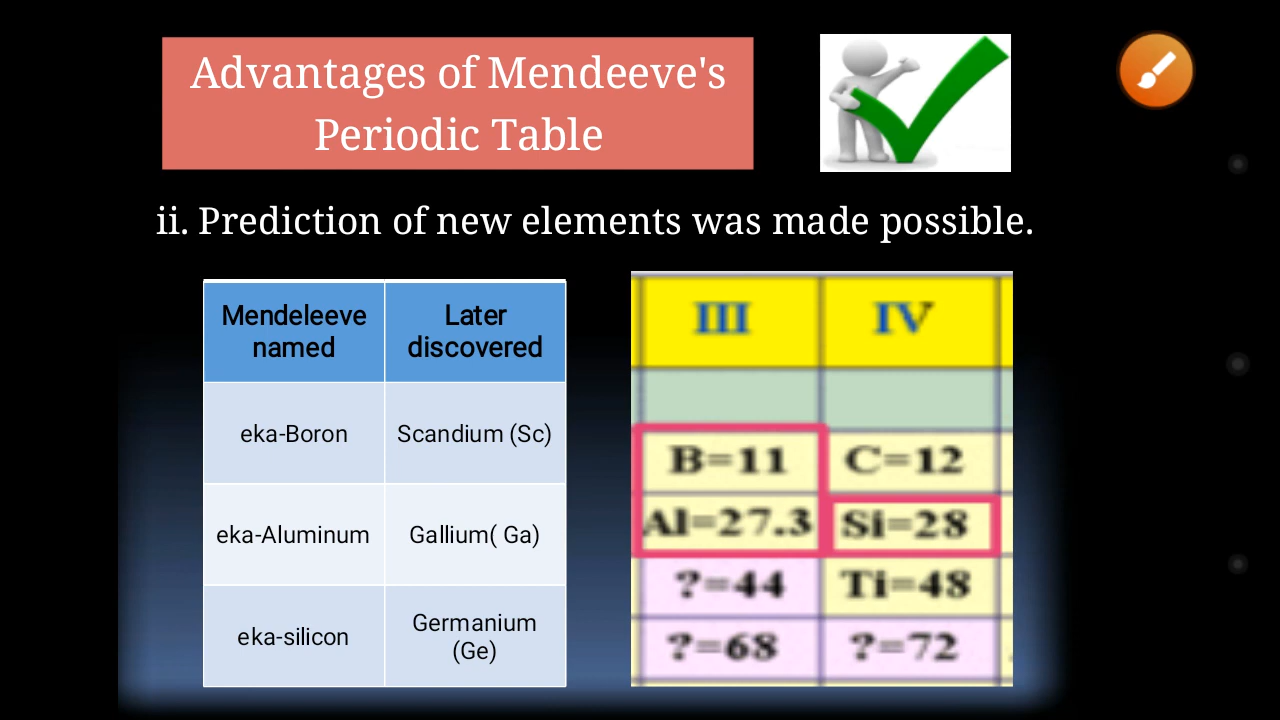 Advantages of Mendeeve's
Periodic Table
ii. Prediction of new elements was made possible.
Mendeleeve
named
Later
discovered
eka-Boron
Scandium (Sc)
eka-Aluminum
Gallium( Ga)
eka-silicon
Germanium
(Ge)
III
IV
B=11
C=12
Al=27.3
Si=28
?=44
Ti=48
?=68
?=72